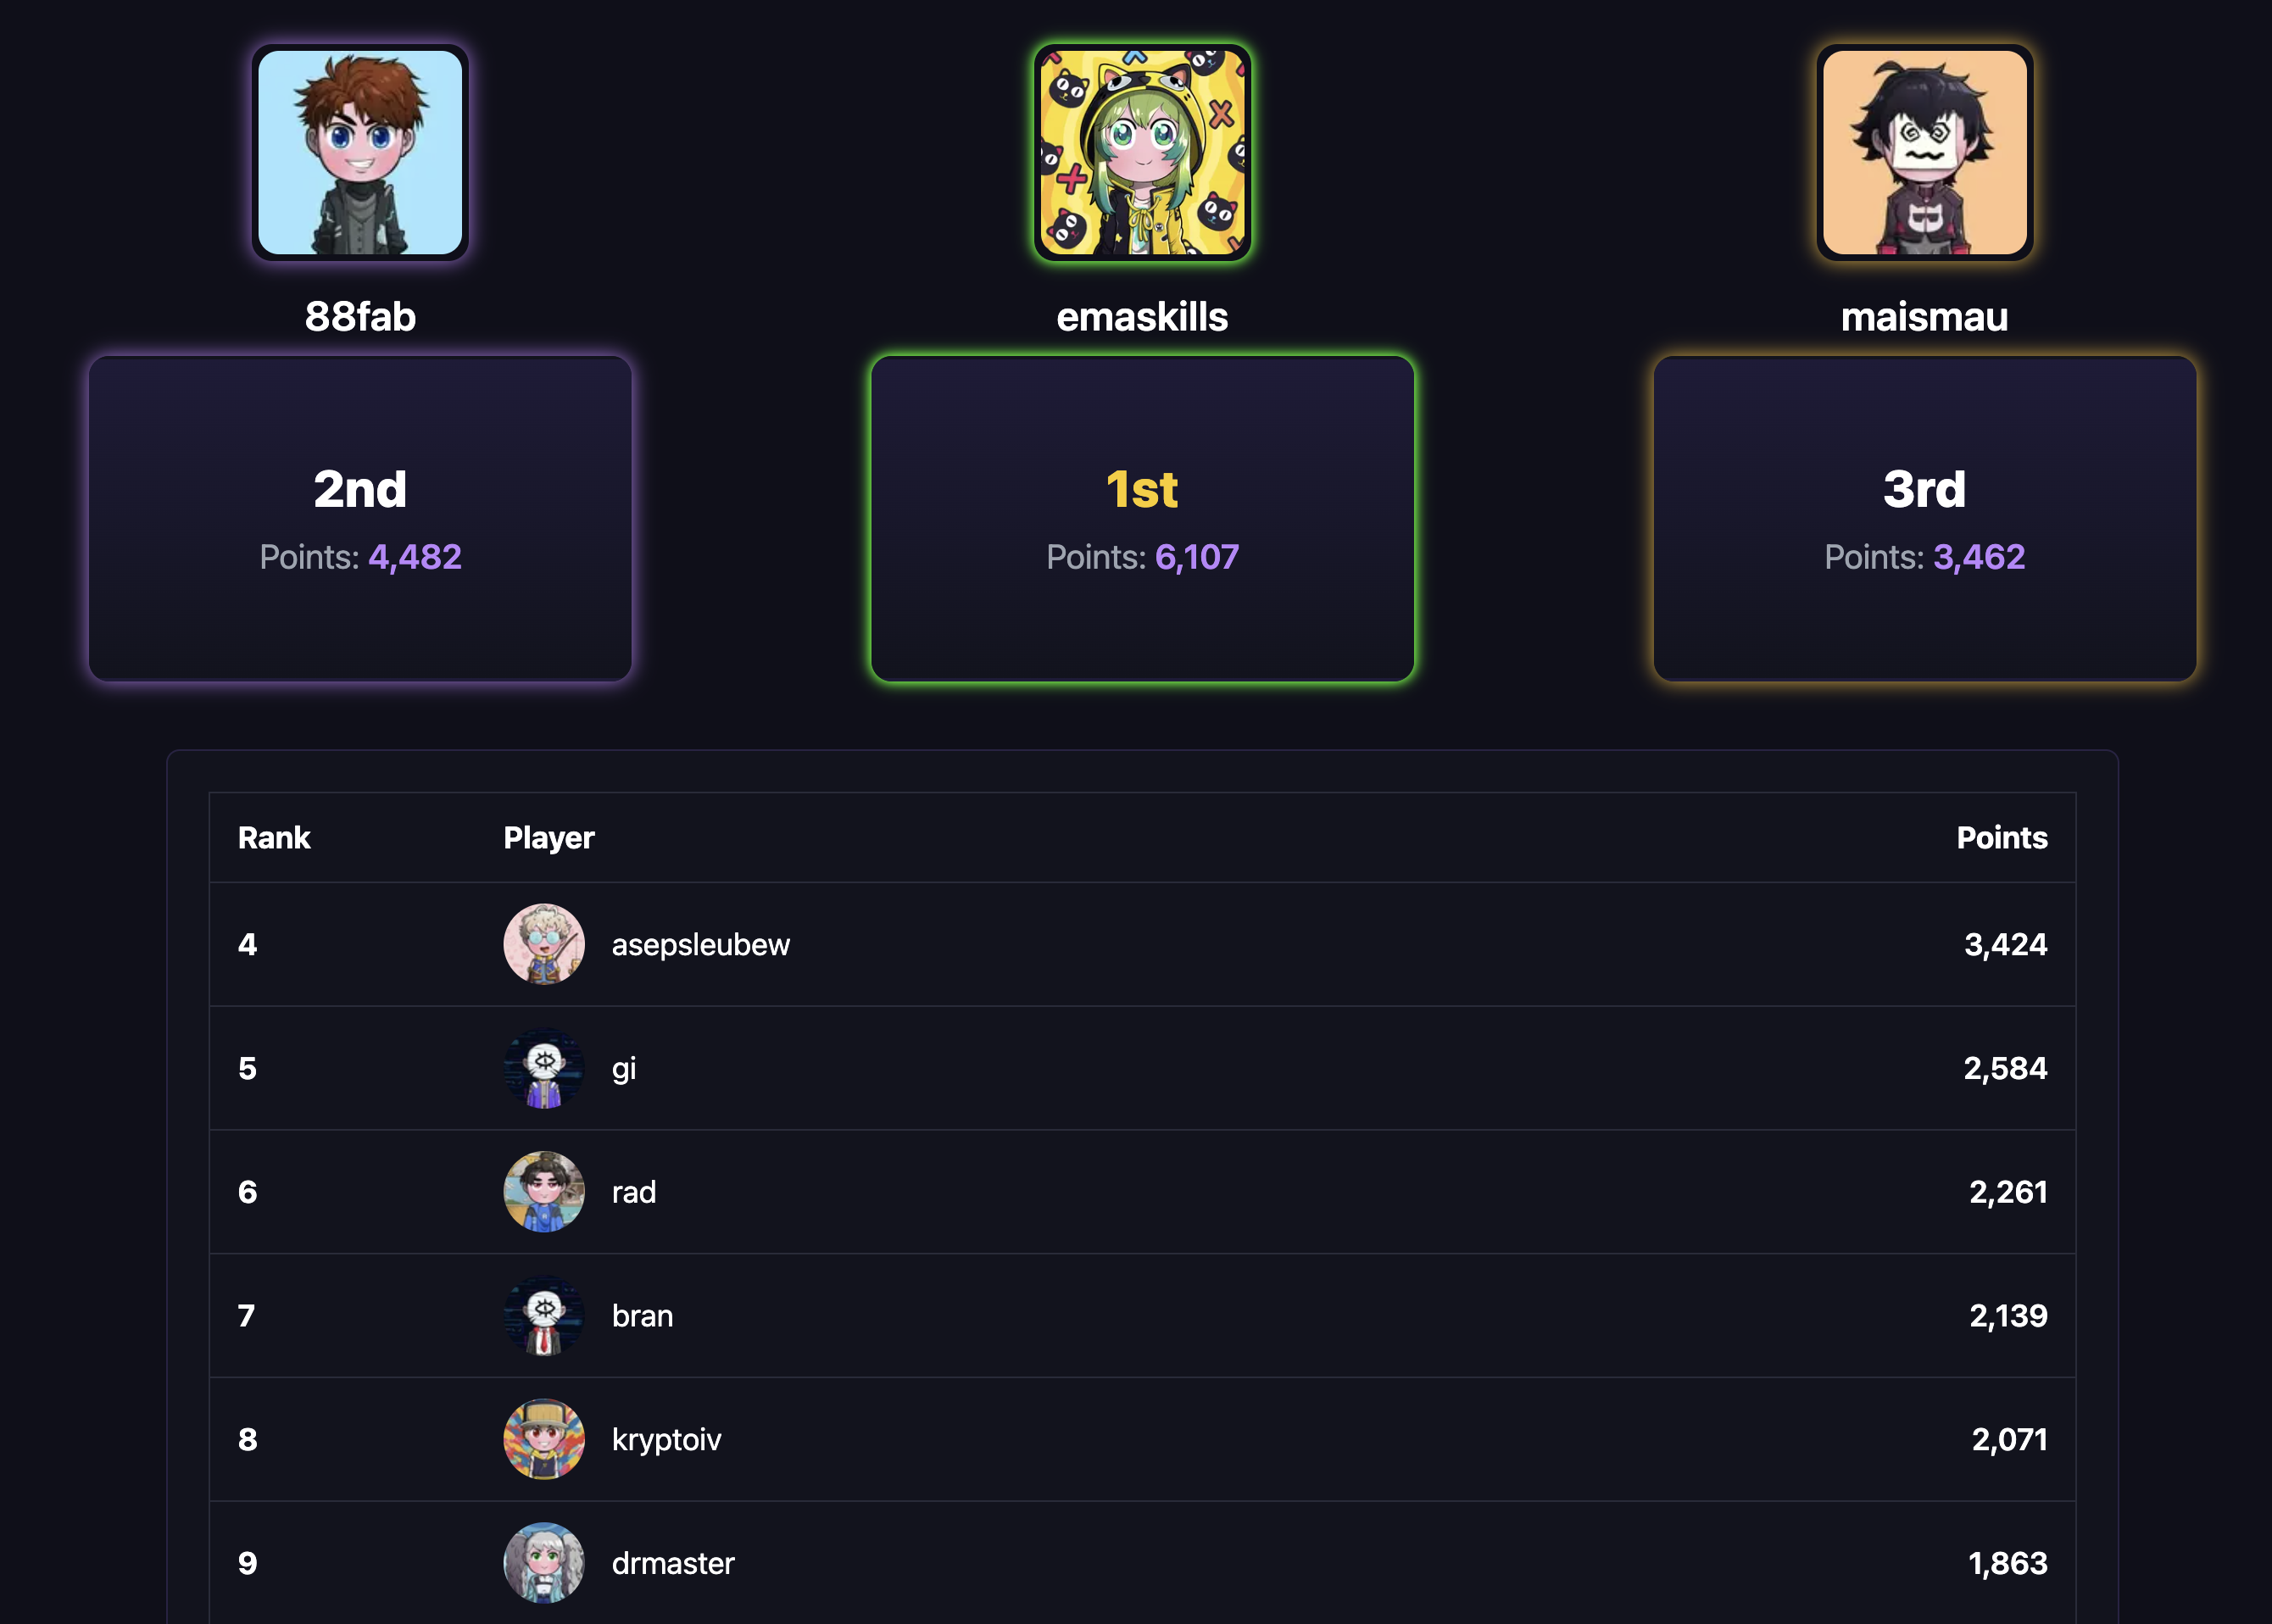 88fab
emaskills
maismau
2nd
Points: 4,482
1st
Points: 6,107
3rd
Points: 3,462
Rank Player Points
4 asepsleubew 3,424
5 gi 2,584
6 rad 2,261
7 bran 2,139
8 kryptoiv 2,071
9 drmaster 1,863